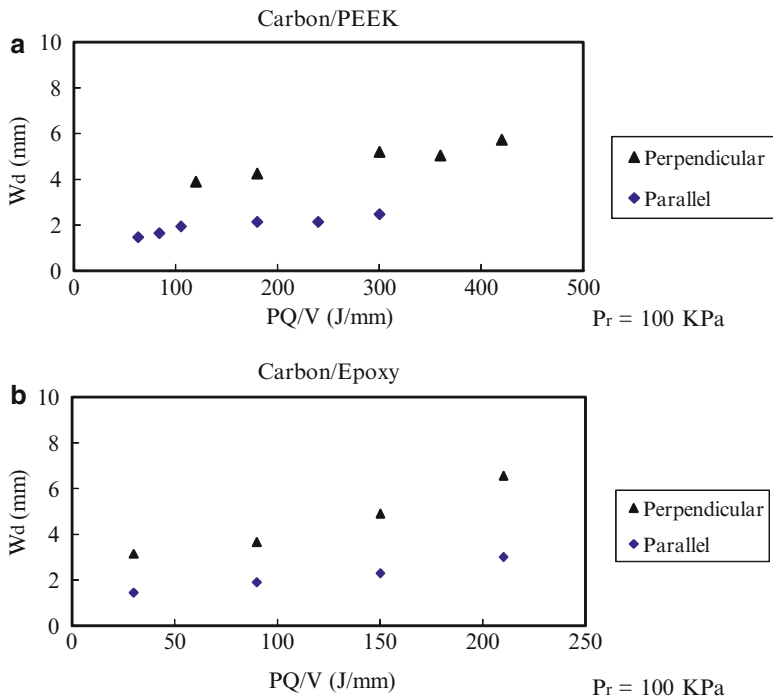 Carbon/PEEK
a
10
8
6
4
2
0
Wd (mm)
0 100 200 300 400 500
PQ/V (J/mm)
Perpendicular
Parallel
Pr = 100 KPa
Carbon/Epoxy
b
10
8
6
4
2
0
Wd (mm)
0 50 100 150 200 250
PQ/V (J/mm)
Perpendicular
Parallel
Pr = 100 KPa